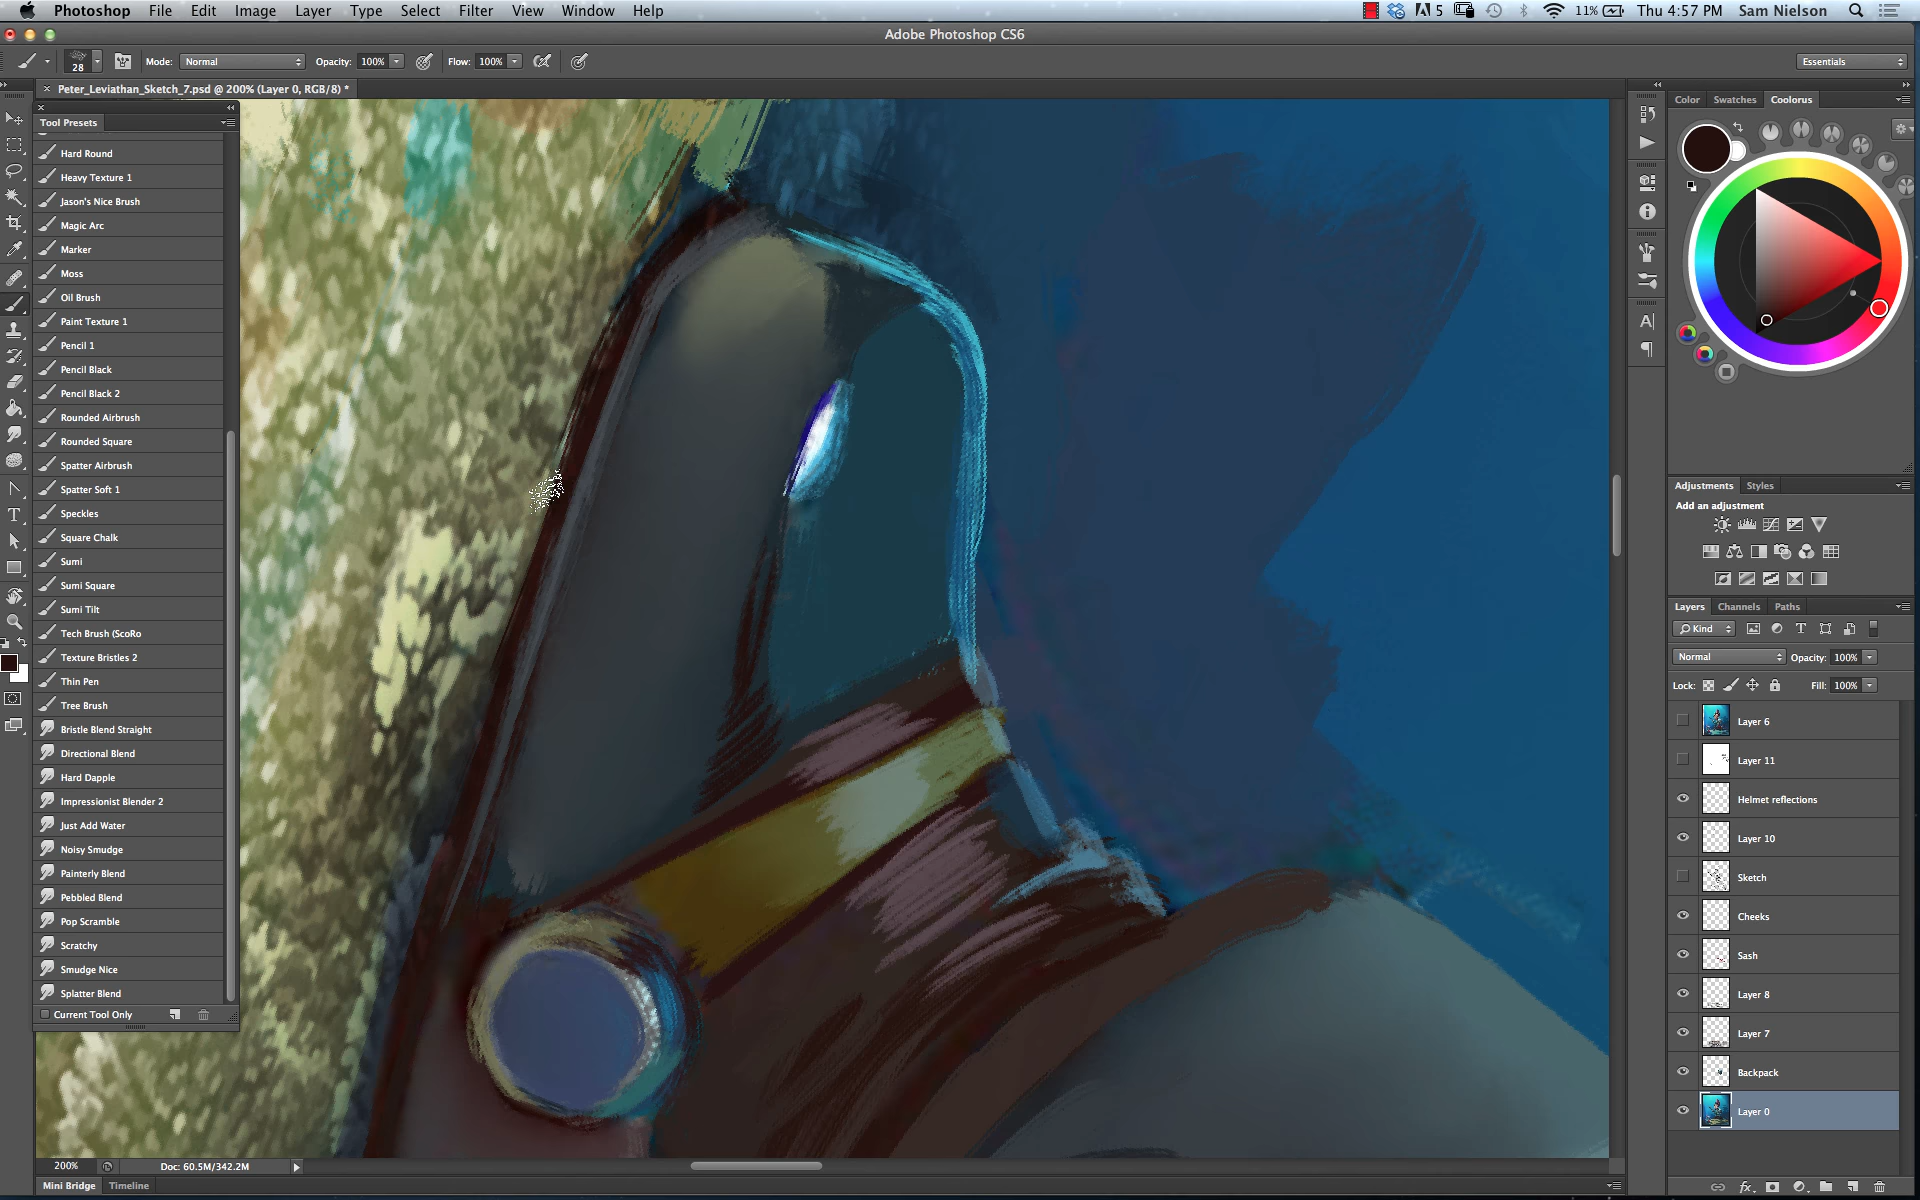 Photoshop File Edit Image Layer Type Select Filter View Window Help 5 11% Thu 4:57 PM Sam Nielson
Adobe Photoshop CS6
28 Mode: Normal Opacity: 100% Flow: 100% Essentials
Peter_Leviathan_Sketch_7.psd @ 200% (Layer 0, RGB/8) *
Tool Presets
Hard Round
Heavy Texture 1
Jason's Nice Brush
Magic Arc
Marker
Moss
Oil Brush
Paint Texture 1
Pencil 1
Pencil Black
Pencil Black 2
Rounded Airbrush
Rounded Square
Spatter Airbrush
Spatter Soft 1
Speckles
Square Chalk
Sumi
Sumi Square
Sumi Tilt
Tech Brush (ScoRo
Texture Bristles 2
Thin Pen
Tree Brush
Bristle Blend Straight
Directional Blend
Hard Dapple
Impressionist Blender 2
Just Add Water
Noisy Smudge
Painterly Blend
Pebbled Blend
Pop Scramble
Scratchy
Smudge Nice
Splatter Blend
Current Tool Only
200% Doc: 60.5M/342.2M
Mini Bridge Timeline
Color Swatches Coolorus
Adjustments Styles
Add an adjustment
Layers Channels Paths
Kind
Normal Opacity: 100%
Lock: Fill: 100%
Layer 6
Layer 11
Helmet reflections
Layer 10
Sketch
Cheeks
Sash
Layer 8
Layer 7
Backpack
Layer 0
fx